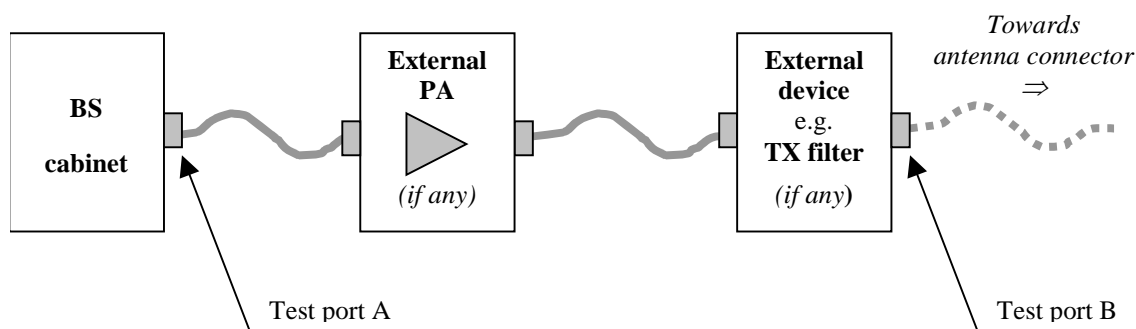 BS
cabinet
External
PA
(if any)
External
device
e.g.
TX filter
(if any)
Towards
antenna connector
⇒
Test port A
Test port B